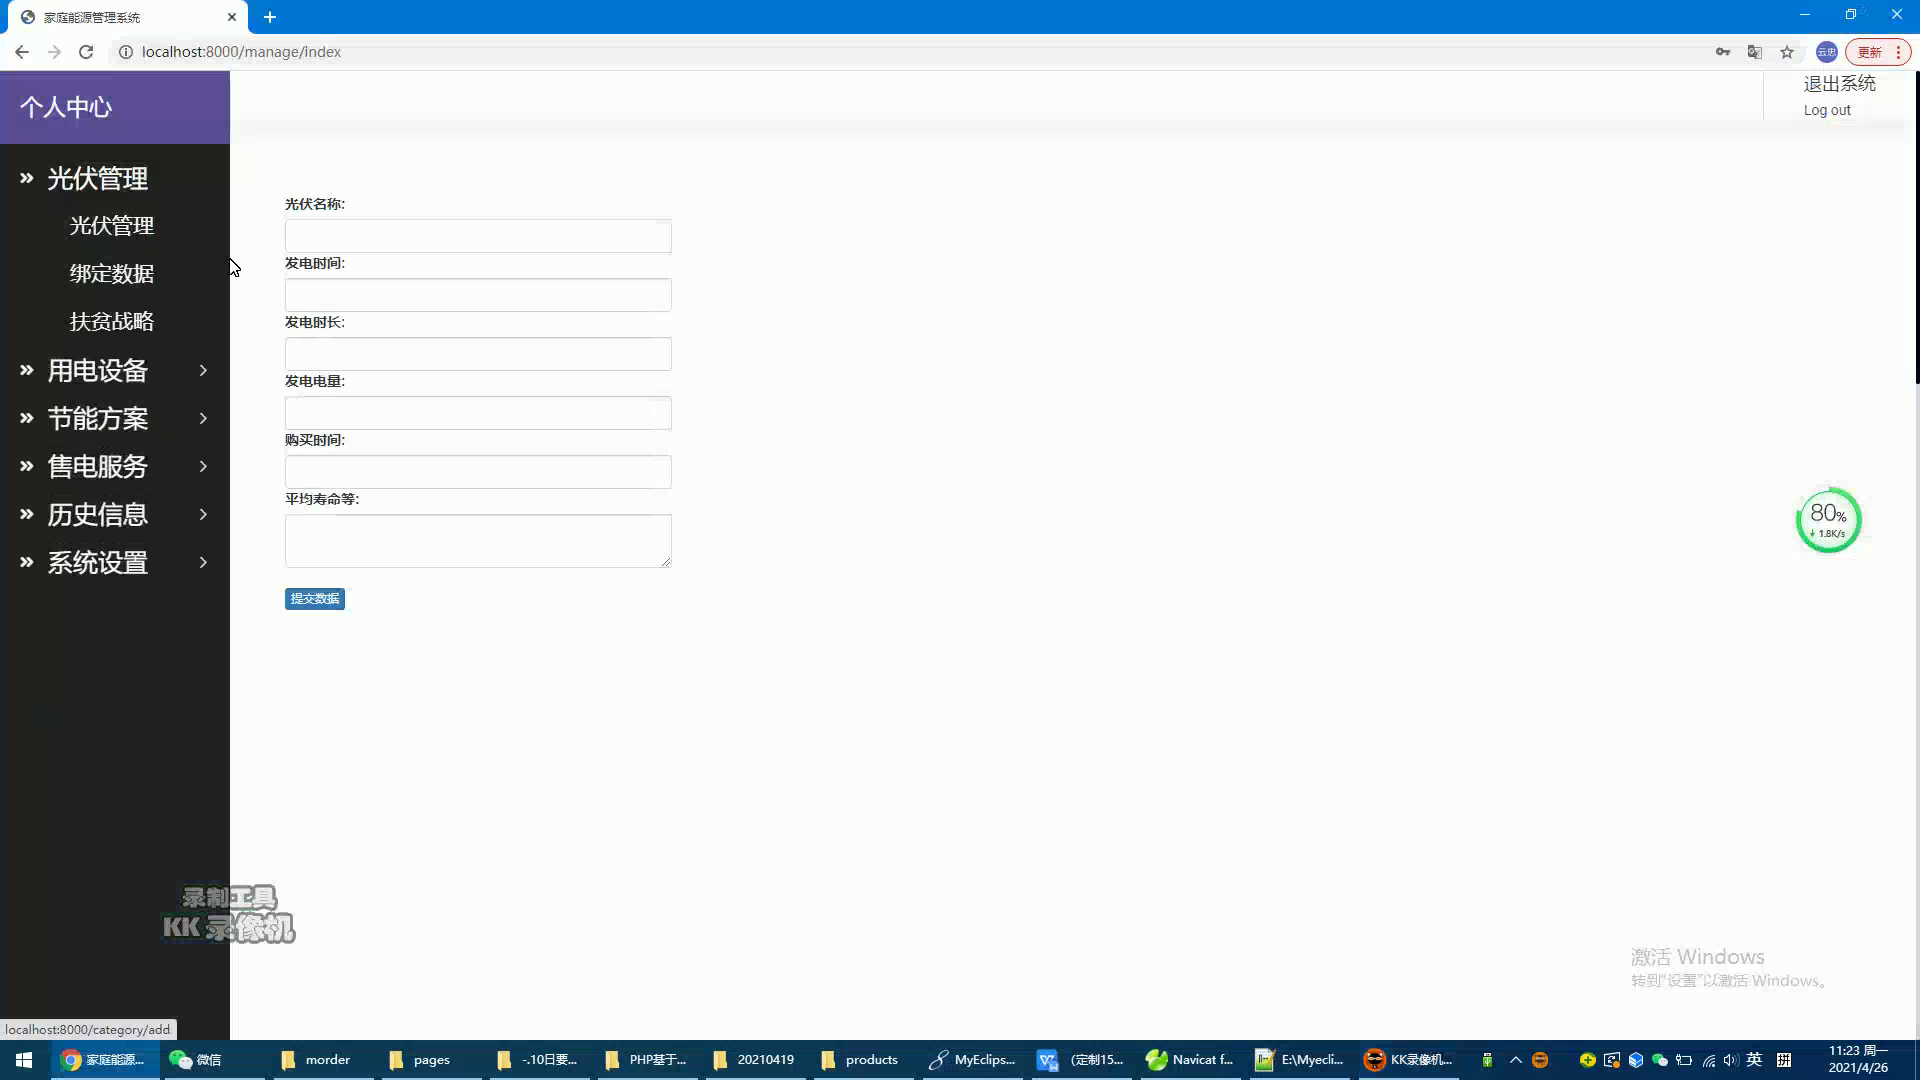 家庭能源管理系统
localhost:8000/manage/index
云忠
更新
个人中心
退出系统
Log out
光伏管理
光伏管理
绑定数据
扶贫战略
用电设备
节能方案
售电服务
历史信息
系统设置
光伏名称:
发电时间:
发电时长:
发电电量:
购买时间:
平均寿命等:
提交数据
80%
1.8K/s
录制工具
KK 录像机
激活 Windows
转到“设置”以激活 Windows。
localhost:8000/category/add
家庭能源...
微信
morder
pages
-.10日要...
PHP基于...
20210419
products
MyEclips...
(定制15...
Navicat f...
E:\Myecli...
KK录像机...
英
拼
11:23 周一
2021/4/26